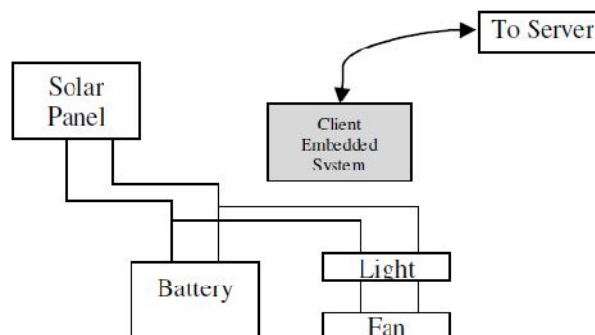 To Server
Solar
Panel
Client
Embedded
System
Battery
Light
Fan